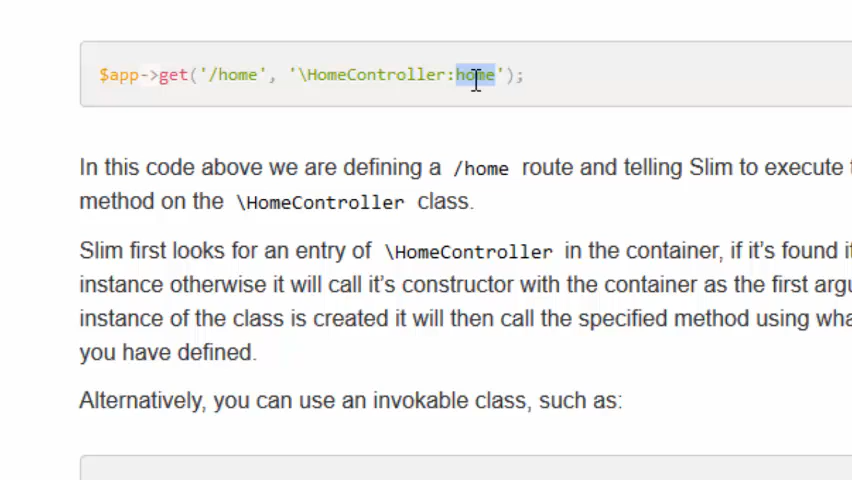 $app->get('/home', '\HomeController:home');
In this code above we are defining a /home route and telling Slim to execute
method on the \HomeController class.
Slim first looks for an entry of \HomeController in the container, if it's found
instance otherwise it will call it's constructor with the container as the first
instance of the class is created it will then call the specified method using
you have defined.
Alternatively, you can use an invokable class, such as: